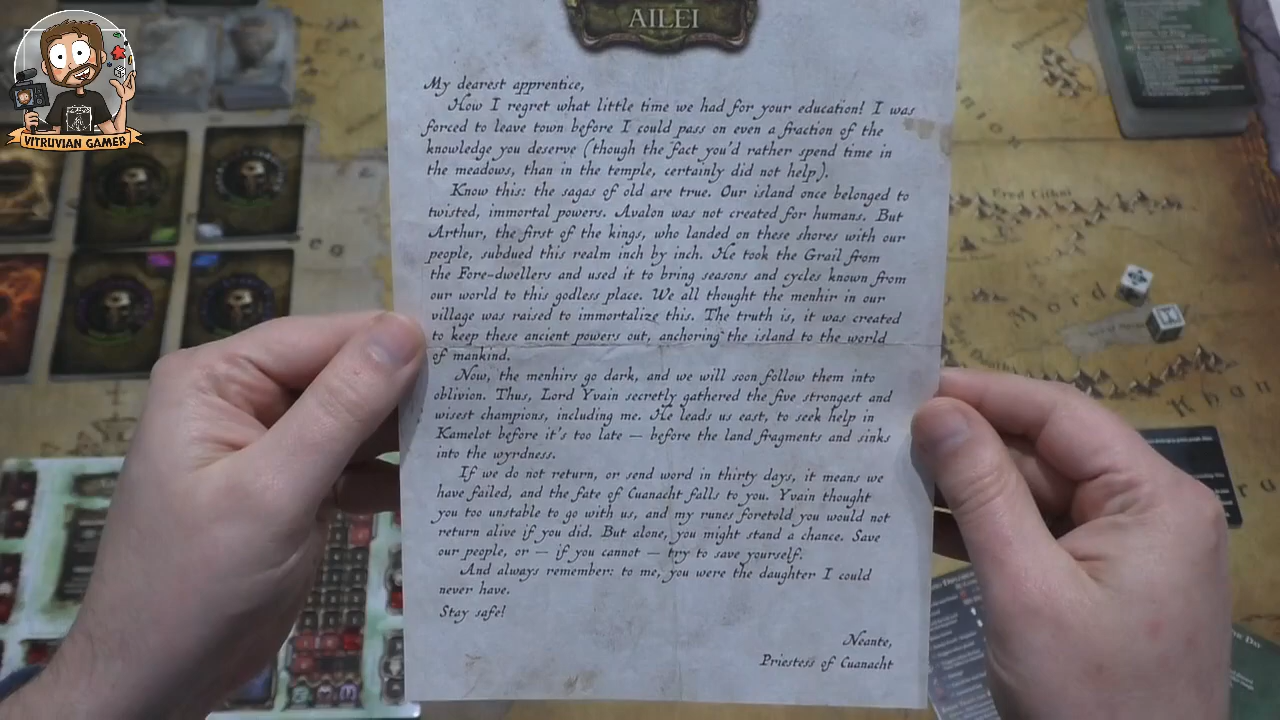 VITRUVIAN GAMER
AILEI
My dearest apprentice,
How I regret what little time we had for your education! I was
forced to leave town before I could pass on even a fraction of the
knowledge you deserve (though the fact you'd rather spend time in
the meadows, than in the temple, certainly did not help).
Know this: the sagas of old are true. Our island once belonged to
twisted, immortal powers. Avalon was not created for humans. But
Arthur, the first of the kings, who landed on these shores with our
people, subdued this realm inch by inch. He took the Grail from
the Fore-dwellers and used it to bring seasons and cycles known from
our world to this godless place. We all thought the menhir in our
village was raised to immortalize this. The truth is, it was created
to keep these ancient powers out, anchoring the island to the world
of mankind.
Now, the menhirs go dark, and we will soon follow them into
oblivion. Thus, Lord Yvain secretly gathered the five strongest and
wisest champions, including me. He leads us east, to seek help in
Kamelot before it's too late — before the land fragments and sinks
into the wyrdness.
If we do not return, or send word in thirty days, it means we
have failed, and the fate of Cuanacht falls to you. Yvain thought
you too unstable to go with us, and my runes foretold you would not
return alive if you did. But alone, you might stand a chance. Save
our people, or — if you cannot — try to save yourself.
And always remember: to me, you were the daughter I could
never have.
Stay safe!
Neante,
Priestess of Cuanacht